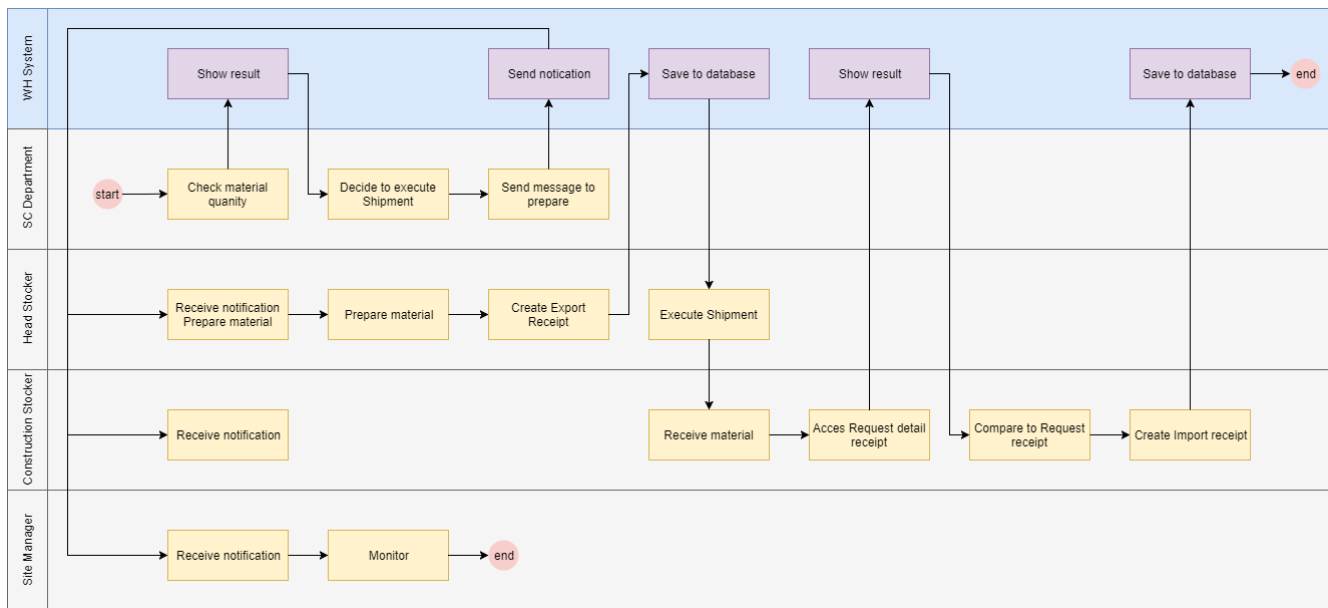 WH System
Show result
Send notication
Save to database
Show result
Save to database
end
SC Department
start
Check material
quanity
Decide to execute
Shipment
Send message to
prepare
Head Stocker
Receive notification
Prepare material
Prepare material
Create Export
Receipt
Execute Shipment
Construction Stocker
Receive notification
Receive material
Acces Request detail
receipt
Compare to Request
receipt
Create Import receipt
Site Manager
Receive notification
Monitor
end